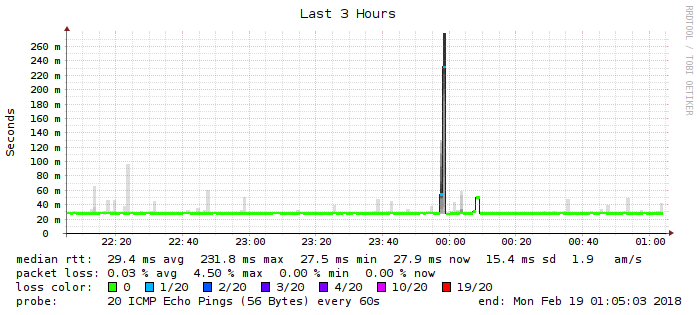 Last 3 Hours
RRDTOOL / TOBI OETIKER
Seconds
260 m
240 m
220 m
200 m
180 m
160 m
140 m
120 m
100 m
80 m
60 m
40 m
20 m
0
22:20 22:40 23:00 23:20 23:40 00:00 00:20 00:40 01:00
median rtt: 29.4 ms avg 231.8 ms max 27.5 ms min 27.9 ms now 15.4 ms sd 1.9 am/s
packet loss: 0.03 % avg 4.50 % max 0.00 % min 0.00 % now
loss color: 0 1/20 2/20 3/20 4/20 10/20 19/20
probe: 20 ICMP Echo Pings (56 Bytes) every 60s end: Mon Feb 19 01:05:03 2018